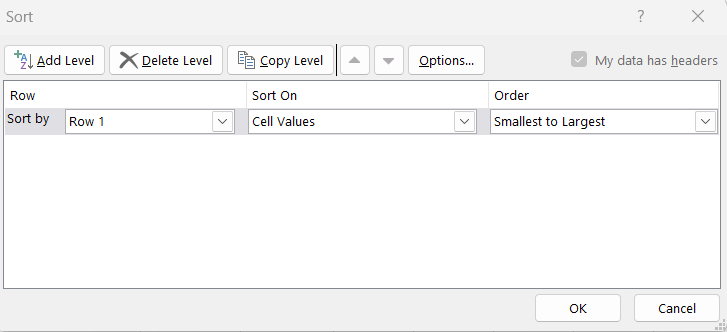 Sort ?
Add Level Delete Level Copy Level Options... My data has headers
Row Sort On Order
Sort by Row 1 Cell Values Smallest to Largest
OK Cancel